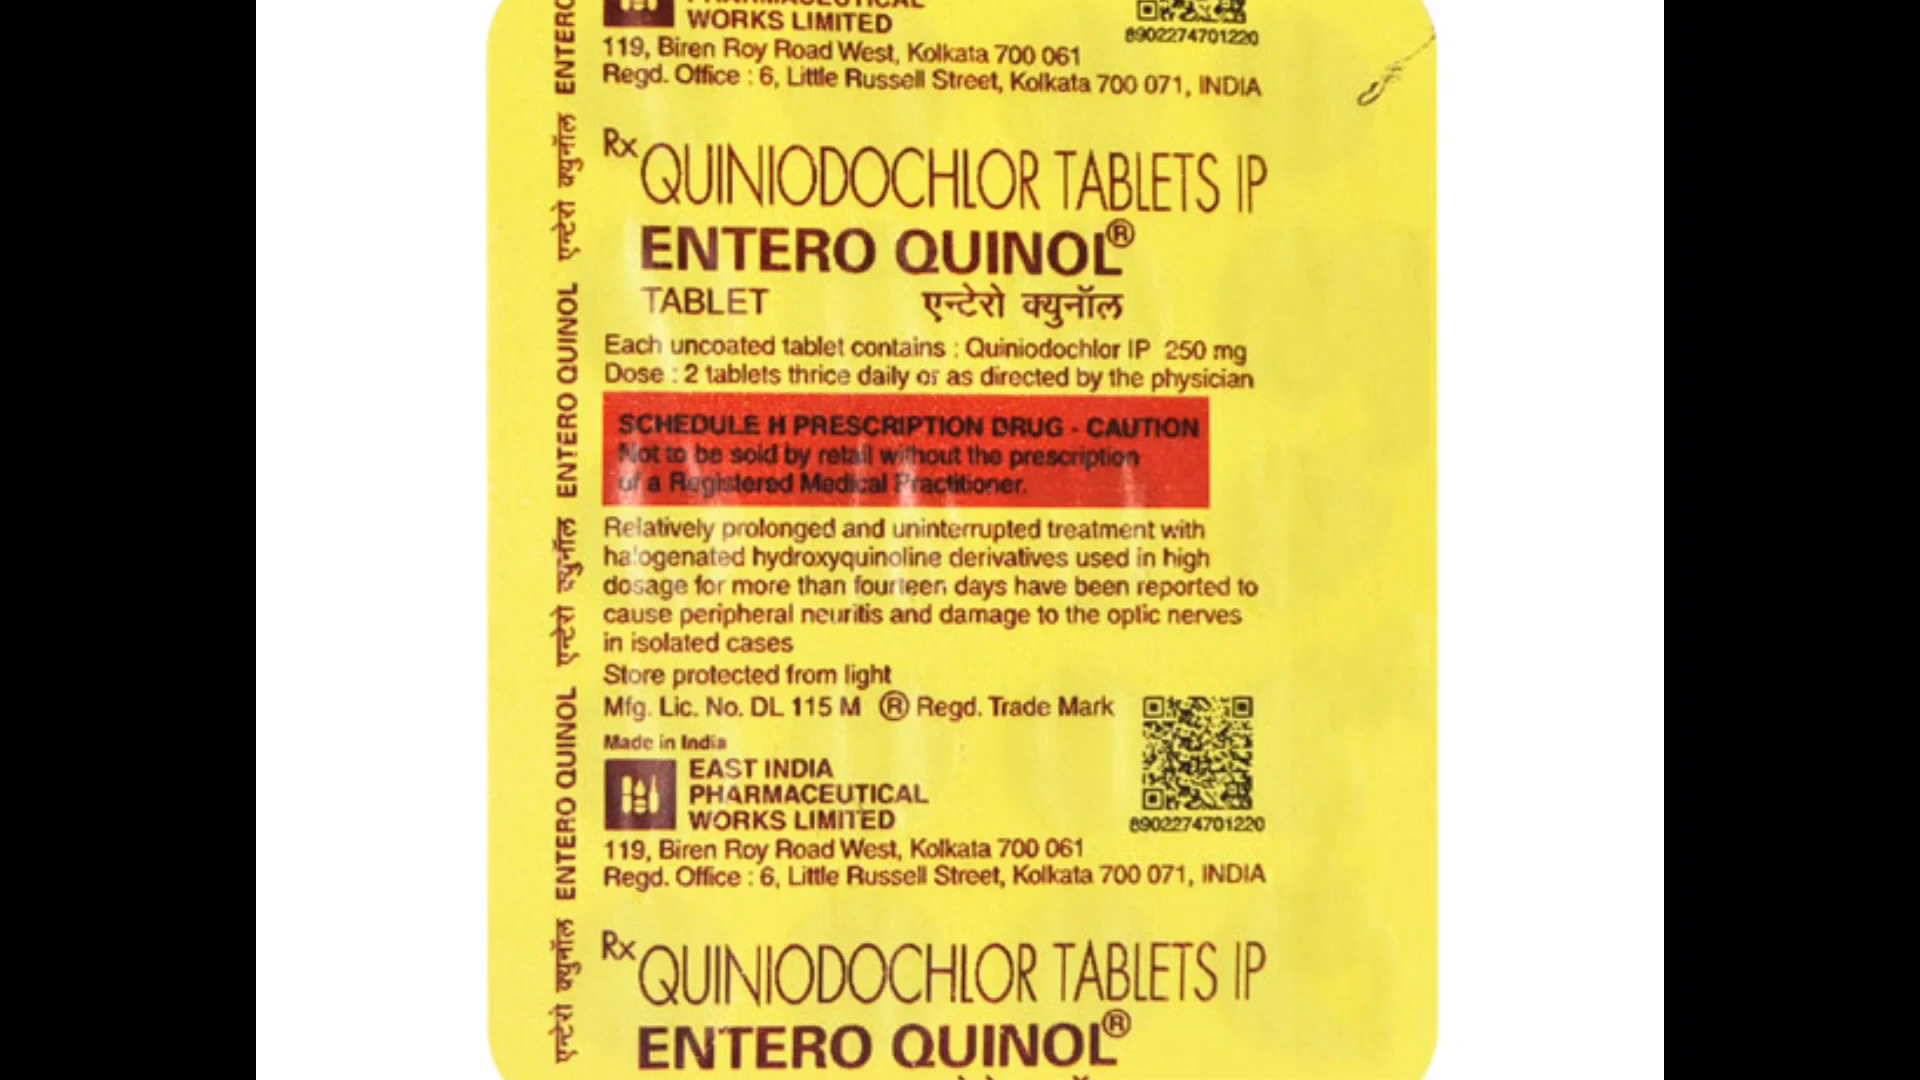 PHARMACEUTICAL
WORKS LIMITED
8902274701220
119, Biren Roy Road West, Kolkata 700 061
Regd. Office : 6, Little Russell Street, Kolkata 700 071, INDIA
Rx QUINIODOCHLOR TABLETS IP
ENTERO QUINOL®
TABLET एन्टेरो क्युनॉल
Each uncoated tablet contains : Quiniodochlor IP 250 mg
Dose : 2 tablets thrice daily or as directed by the physician
SCHEDULE H PRESCRIPTION DRUG - CAUTION
Not to be sold by retail without the prescription
of a Registered Medical Practitioner.
Relatively prolonged and uninterrupted treatment with
halogenated hydroxyquinoline derivatives used in high
dosage for more than fourteen days have been reported to
cause peripheral neuritis and damage to the optic nerves
in isolated cases
Store protected from light
Mfg. Lic. No. DL 115 M ® Regd. Trade Mark
Made in India
EAST INDIA
PHARMACEUTICAL
WORKS LIMITED
8902274701220
119, Biren Roy Road West, Kolkata 700 061
Regd. Office : 6, Little Russell Street, Kolkata 700 071, INDIA
Rx QUINIODOCHLOR TABLETS IP
ENTERO QUINOL®
एन्टेरो क्युनॉल ENTERO QUINOL एन्टेरो क्युनॉल ENTERO QUINOL एन्टेरो क्युनॉल ENTERO